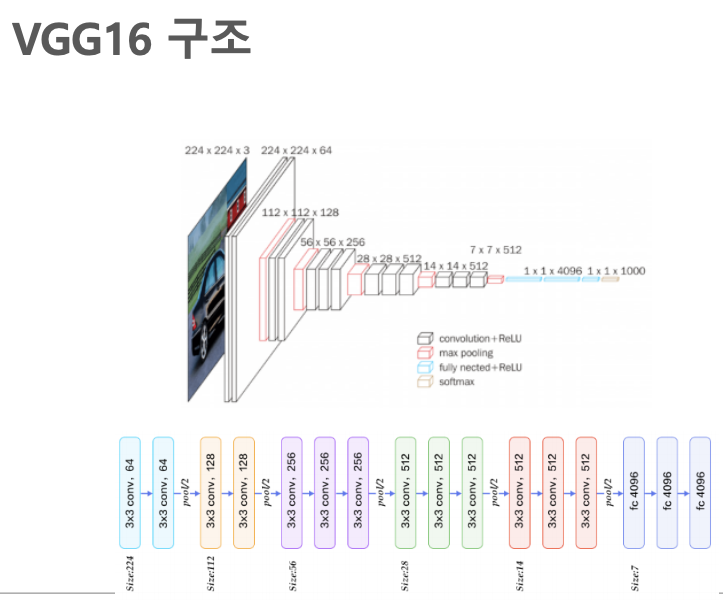 VGG16 구조
224 x 224 x 3
224 x 224 x 64
112 x 112 x 128
56 x 56 x 256
28 x 28 x 512
14 x 14 x 512
7 x 7 x 512
1 x 1 x 4096
1 x 1 x 1000
convolution+ReLU
max pooling
fully nected+ReLU
softmax
3x3 conv, 64
3x3 conv, 64
pool/2
3x3 conv, 128
3x3 conv, 128
pool/2
3x3 conv, 256
3x3 conv, 256
3x3 conv, 256
pool/2
3x3 conv, 512
3x3 conv, 512
3x3 conv, 512
pool/2
3x3 conv, 512
3x3 conv, 512
3x3 conv, 512
pool/2
fc 4096
fc 4096
fc 4096
Size:224
Size:112
Size:56
Size:28
Size:14
Size:7